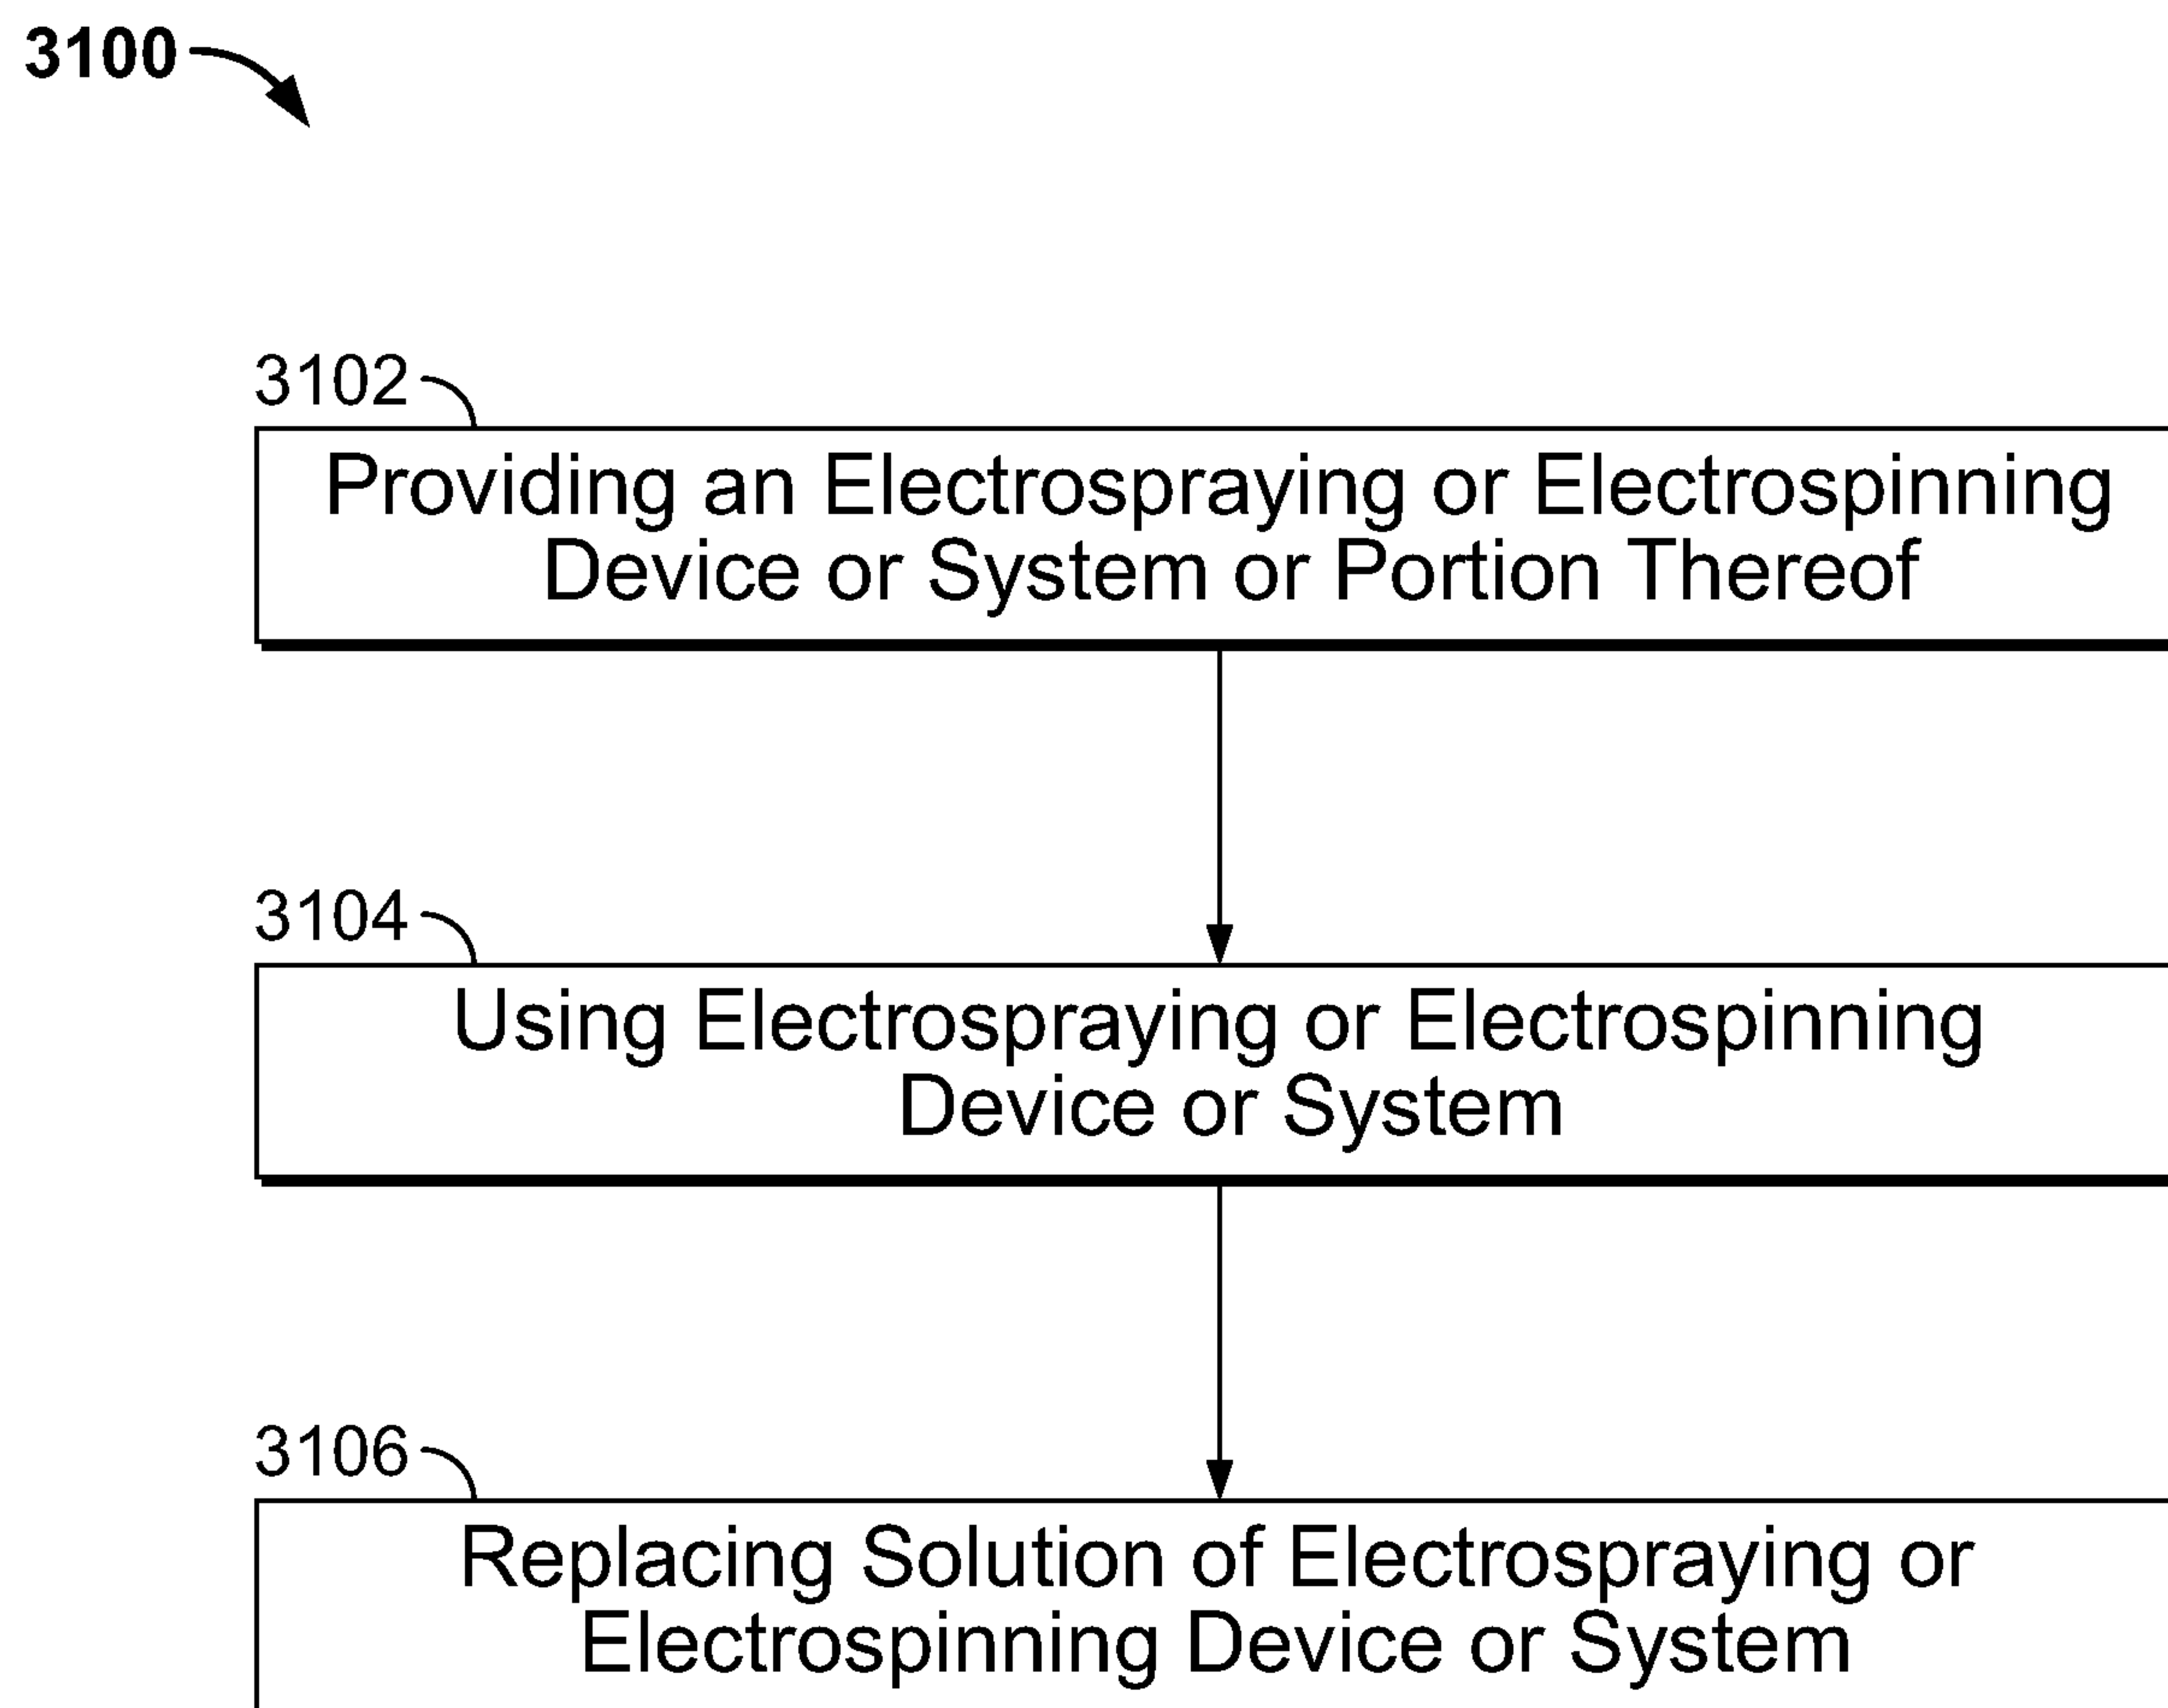 3100
3102
Providing an Electrospraying or Electrospinning
Device or System or Portion Thereof
3104
Using Electrospraying or Electrospinning
Device or System
3106
Replacing Solution of Electrospraying or
Electrospinning Device or System